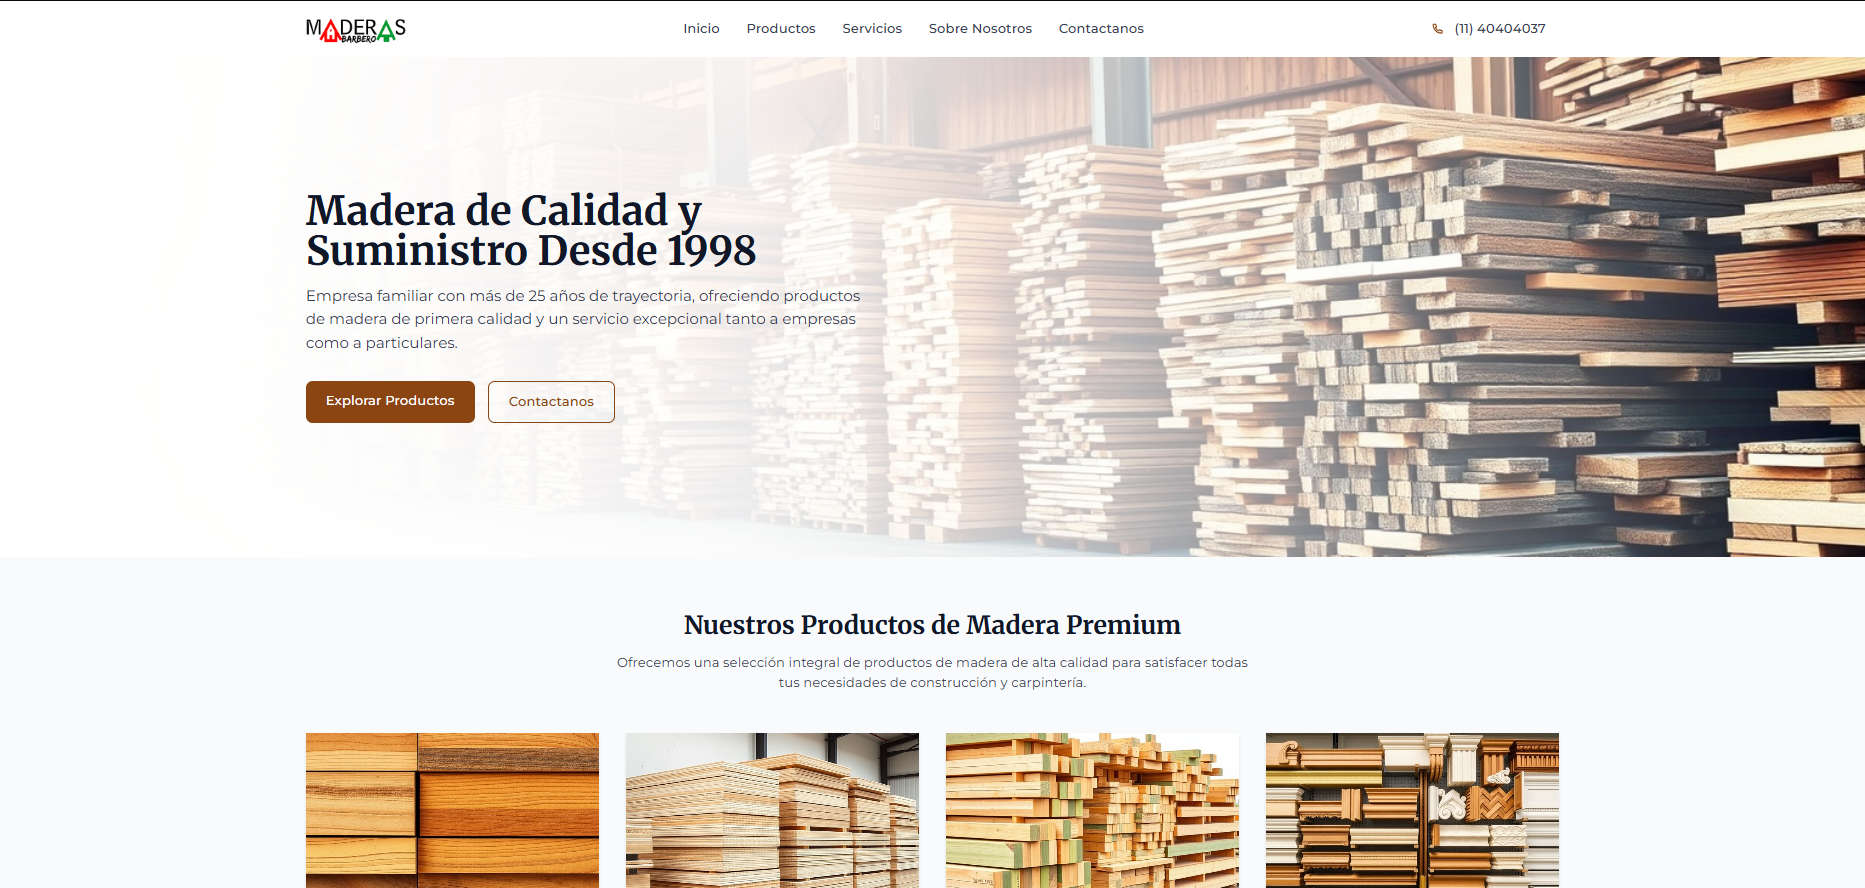 MADERAS
BARBERO
Inicio
Productos
Servicios
Sobre Nosotros
Contactanos
(11) 40404037
Madera de Calidad y
Suministro Desde 1998
Empresa familiar con más de 25 años de trayectoria, ofreciendo productos
de madera de primera calidad y un servicio excepcional tanto a empresas
como a particulares.
Explorar Productos
Contactanos
Nuestros Productos de Madera Premium
Ofrecemos una selección integral de productos de madera de alta calidad para satisfacer todas
tus necesidades de construcción y carpintería.